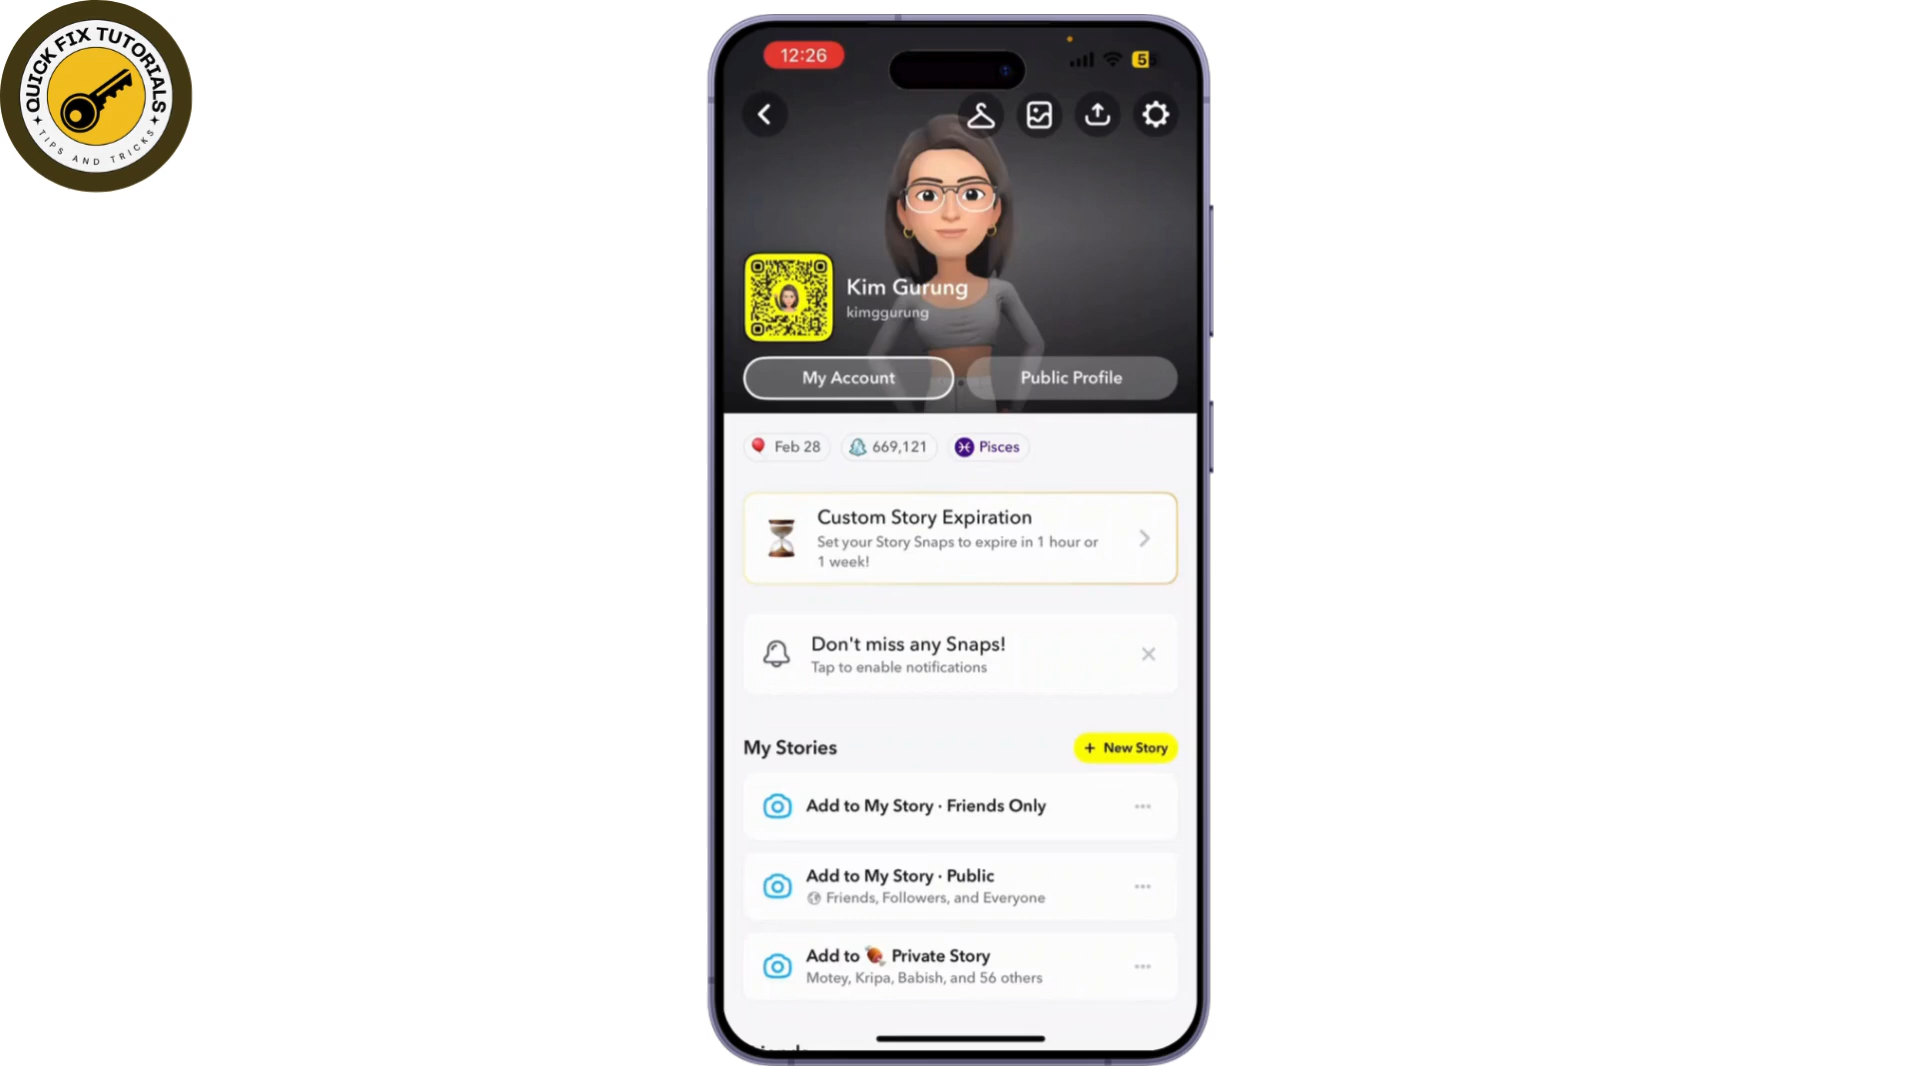 QUICK FIX TUTORIALS
TIPS AND TRICKS
12:26
Kim Gurung
kimggurung
My Account
Public Profile
Feb 28
669,121
Pisces
Custom Story Expiration
Set your Story Snaps to expire in 1 hour or
1 week!
Don't miss any Snaps!
Tap to enable notifications
My Stories
+ New Story
Add to My Story · Friends Only
Add to My Story · Public
Friends, Followers, and Everyone
Add to 🍖 Private Story
Motey, Kripa, Babish, and 56 others